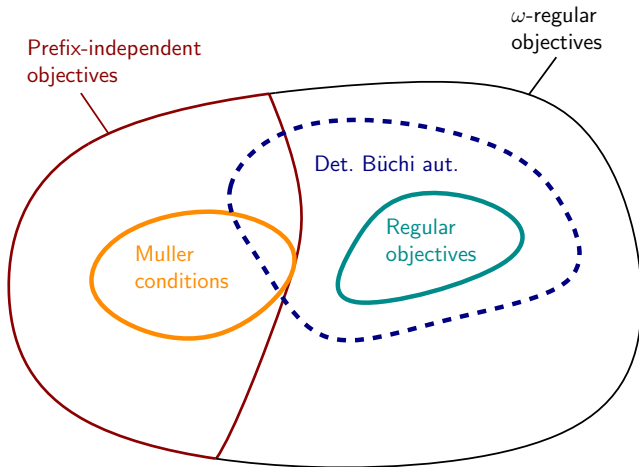 Prefix-independent
objectives
ω-regular
objectives
Det. Büchi aut.
Regular
objectives
Muller
conditions